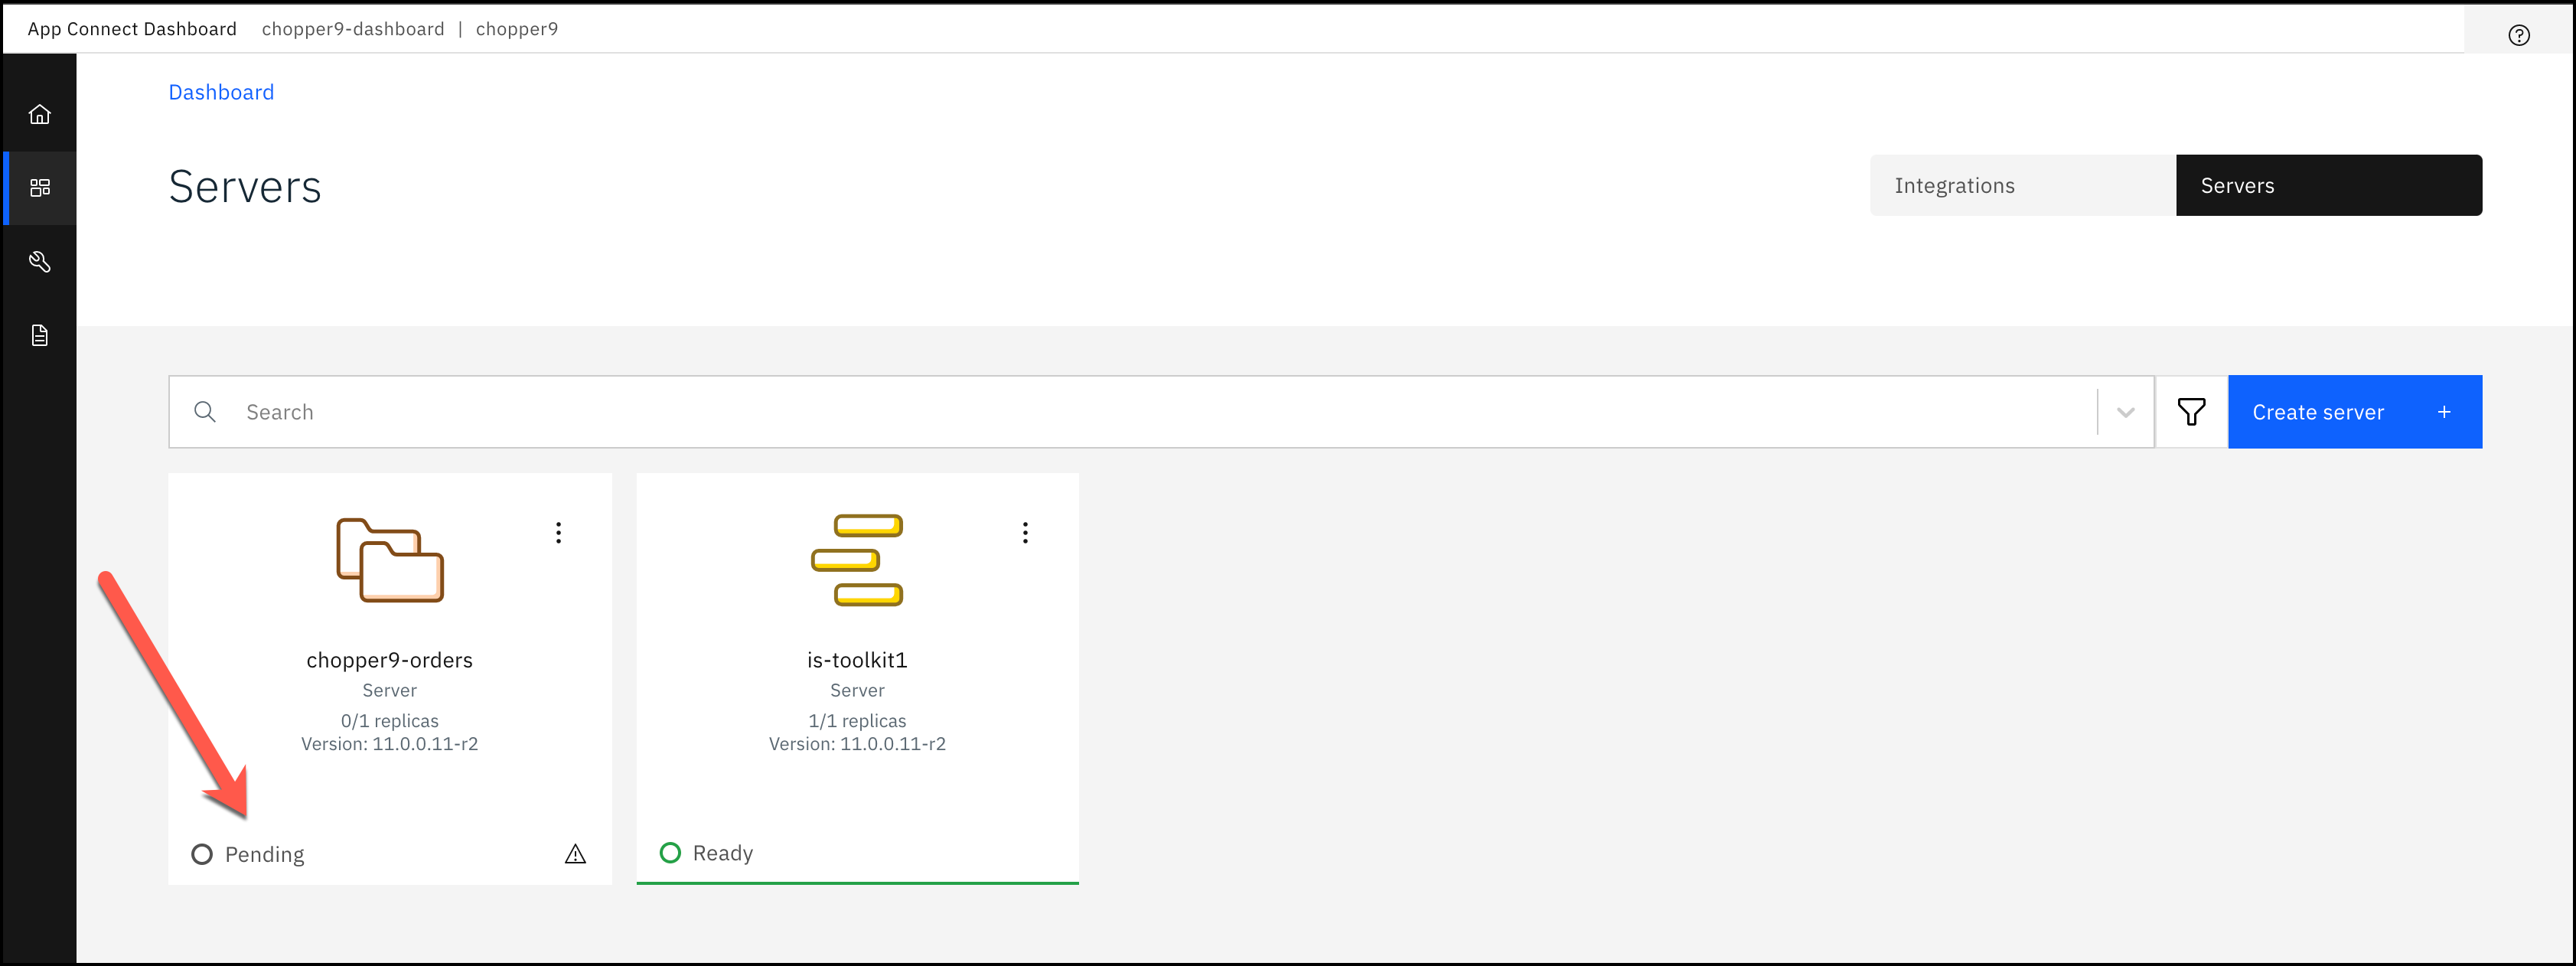 App Connect Dashboard chopper9-dashboard | chopper9
Dashboard
Servers
Integrations
Servers
Search
Create server +
chopper9-orders
Server
0/1 replicas
Version: 11.0.0.11-r2
Pending
is-toolkit1
Server
1/1 replicas
Version: 11.0.0.11-r2
Ready